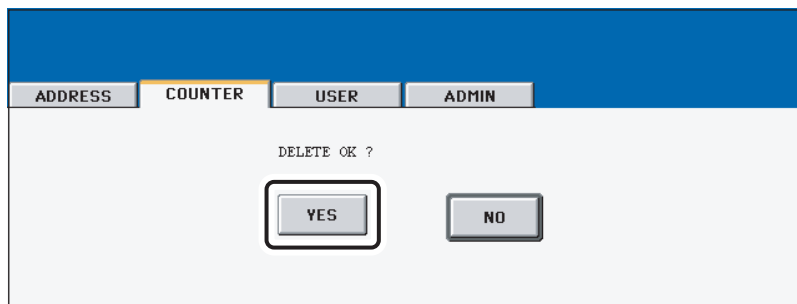 ADDRESS COUNTER USER ADMIN
DELETE OK ?
YES NO